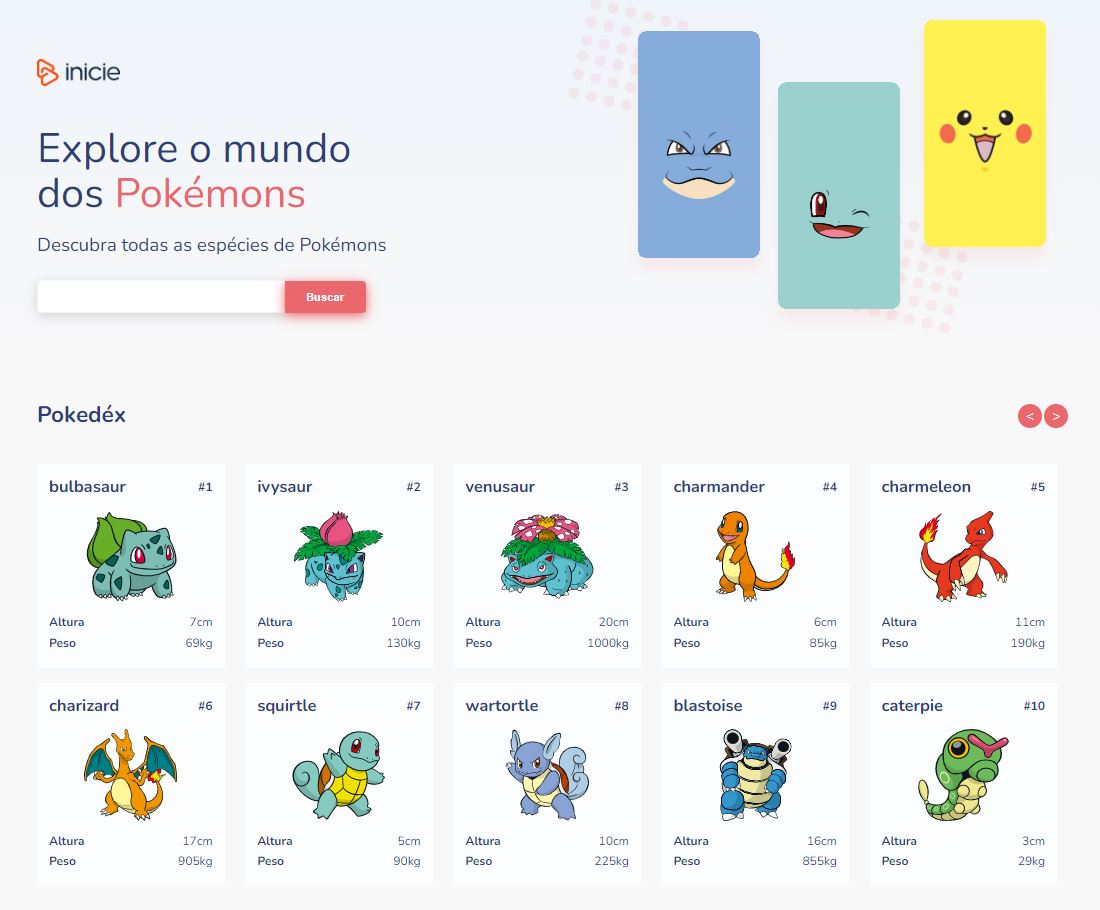 inicie
Explore o mundo
dos Pokémons
Descubra todas as espécies de Pokémons
Buscar
Pokedéx
< >
bulbasaur #1
Altura 7cm
Peso 69kg
ivysaur #2
Altura 10cm
Peso 130kg
venusaur #3
Altura 20cm
Peso 1000kg
charmander #4
Altura 6cm
Peso 85kg
charmeleon #5
Altura 11cm
Peso 190kg
charizard #6
Altura 17cm
Peso 905kg
squirtle #7
Altura 5cm
Peso 90kg
wartortle #8
Altura 10cm
Peso 225kg
blastoise #9
Altura 16cm
Peso 855kg
caterpie #10
Altura 3cm
Peso 29kg